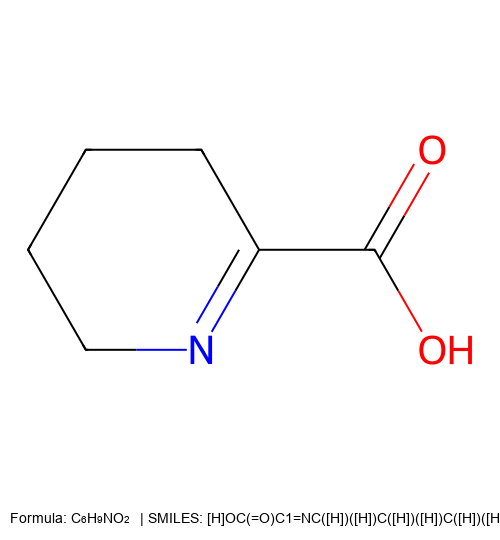 O
N
OH
Formula: C₆H₉NO₂ | SMILES: [H]OC(=O)C1=NC([H])([H])C([H])([H])C([H])([H